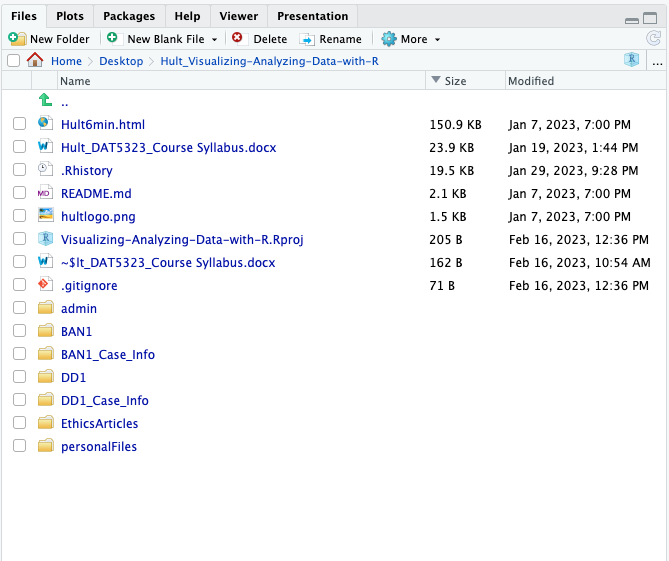 Files Plots Packages Help Viewer Presentation
New Folder New Blank File Delete Rename More
Home Desktop Hult_Visualizing-Analyzing-Data-with-R R ...
Name Size Modified
..
Hult6min.html 150.9 KB Jan 7, 2023, 7:00 PM
W Hult_DAT5323_Course Syllabus.docx 23.9 KB Jan 19, 2023, 1:44 PM
.Rhistory 19.5 KB Jan 29, 2023, 9:28 PM
MD README.md 2.1 KB Jan 7, 2023, 7:00 PM
hultlogo.png 1.5 KB Jan 7, 2023, 7:00 PM
R Visualizing-Analyzing-Data-with-R.Rproj 205 B Feb 16, 2023, 12:36 PM
W ~$lt_DAT5323_Course Syllabus.docx 162 B Feb 16, 2023, 10:54 AM
.gitignore 71 B Feb 16, 2023, 12:36 PM
admin
BAN1
BAN1_Case_Info
DD1
DD1_Case_Info
EthicsArticles
personalFiles